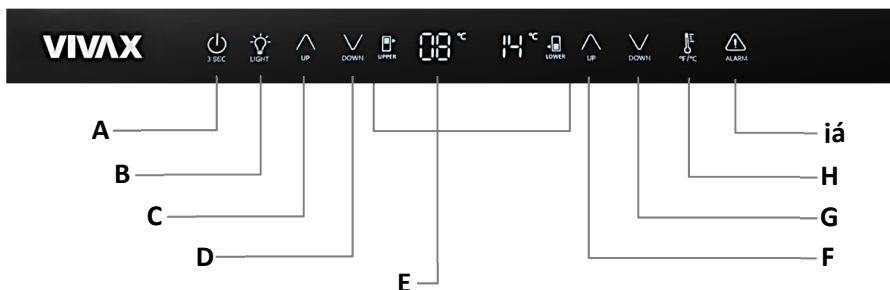 VIVAX
3 SEC
LIGHT
UP
DOWN
UPPER
08 °C
14 °C
LOWER
UP
DOWN
°F/°C
ALARM
A
B
C
D
E
F
G
H
iá